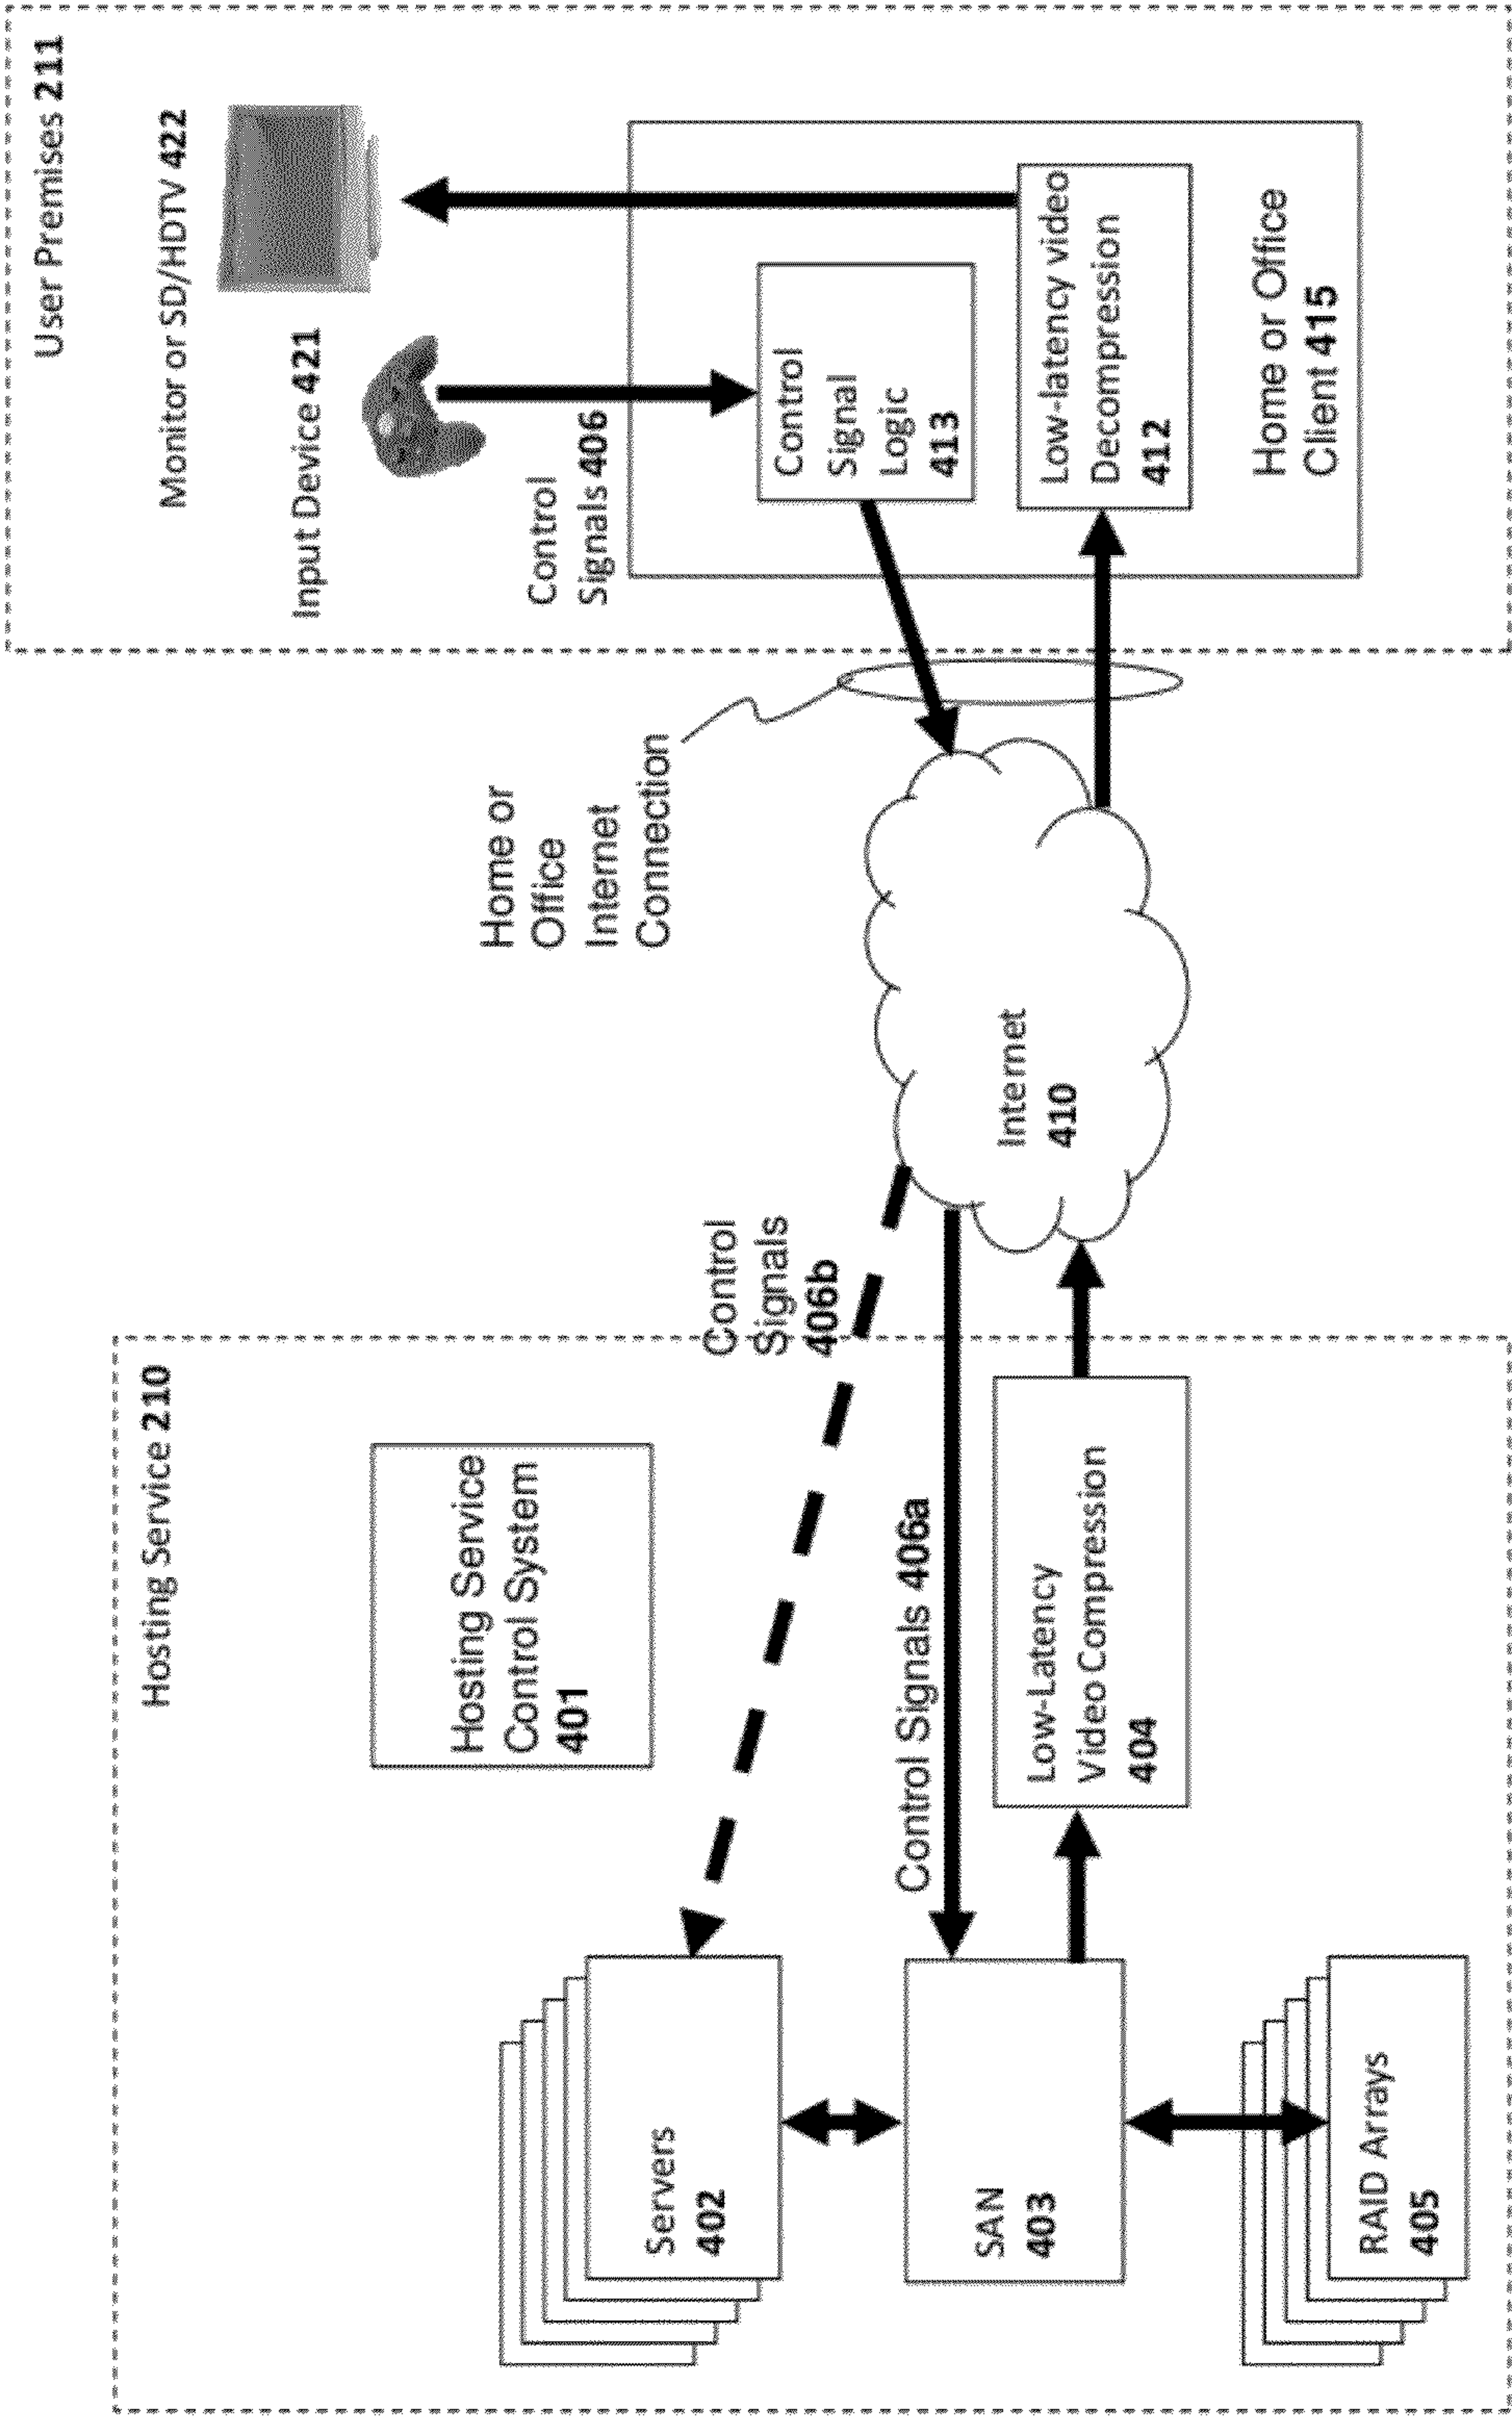 Hosting Service 210
Hosting Service
Control System
401
Servers
402
Control
Signals
406b
Control Signals 406a
SAN
403
Low-Latency
Video Compression
404
RAID Arrays
405
Home or
Office
Internet
Connection
Internet
410
User Premises 211
Monitor or SD/HDTV 422
Input Device 421
Control
Signals 406
Control
Signal
Logic
413
Low-latency video
Decompression
412
Home or Office
Client 415